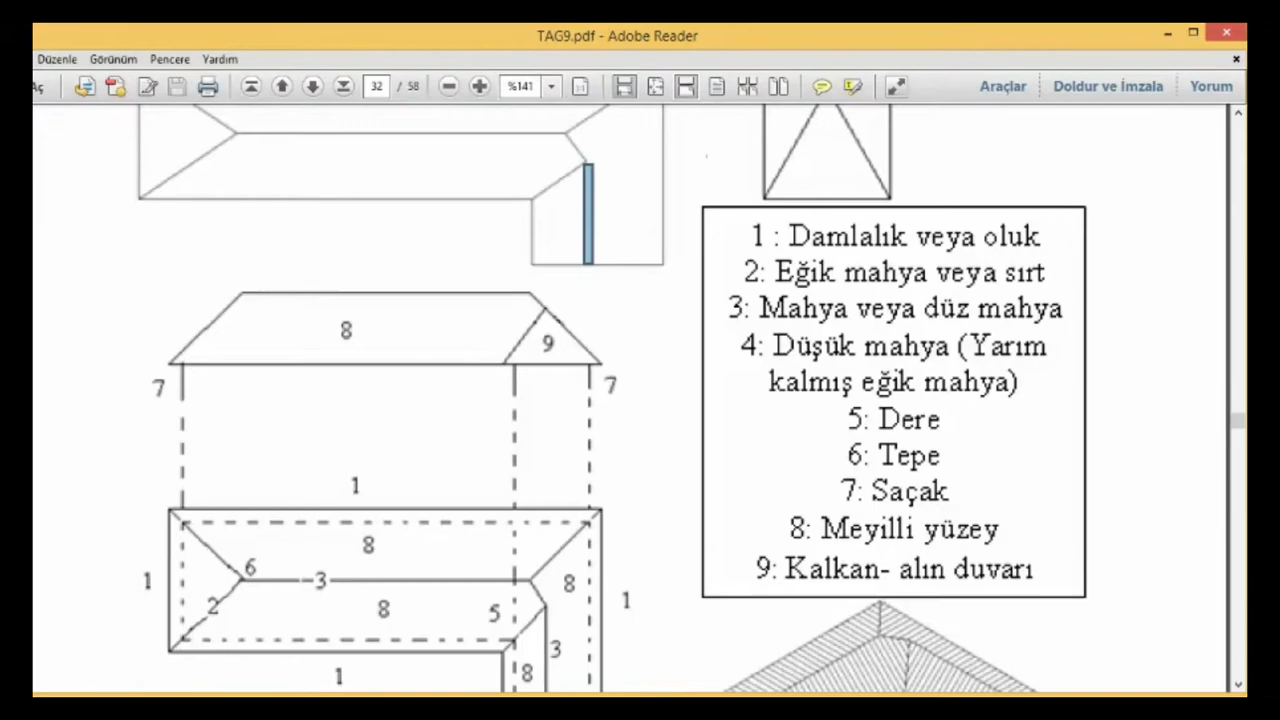 TAG9.pdf - Adobe Reader
Düzenle Görünüm Pencere Yardım
32 / 58 %141 Araçlar Doldur ve İmzala Yorum
1 : Damlalık veya oluk
2: Eğik mahya veya sırt
3: Mahya veya düz mahya
4: Düşük mahya (Yarım
kalmış eğik mahya)
5: Dere
6: Tepe
7: Saçak
8: Meyilli yüzey
9: Kalkan- alın duvarı
8
9
7
7
1
8
6
1
3
8
2
8
5
1
3
1
8